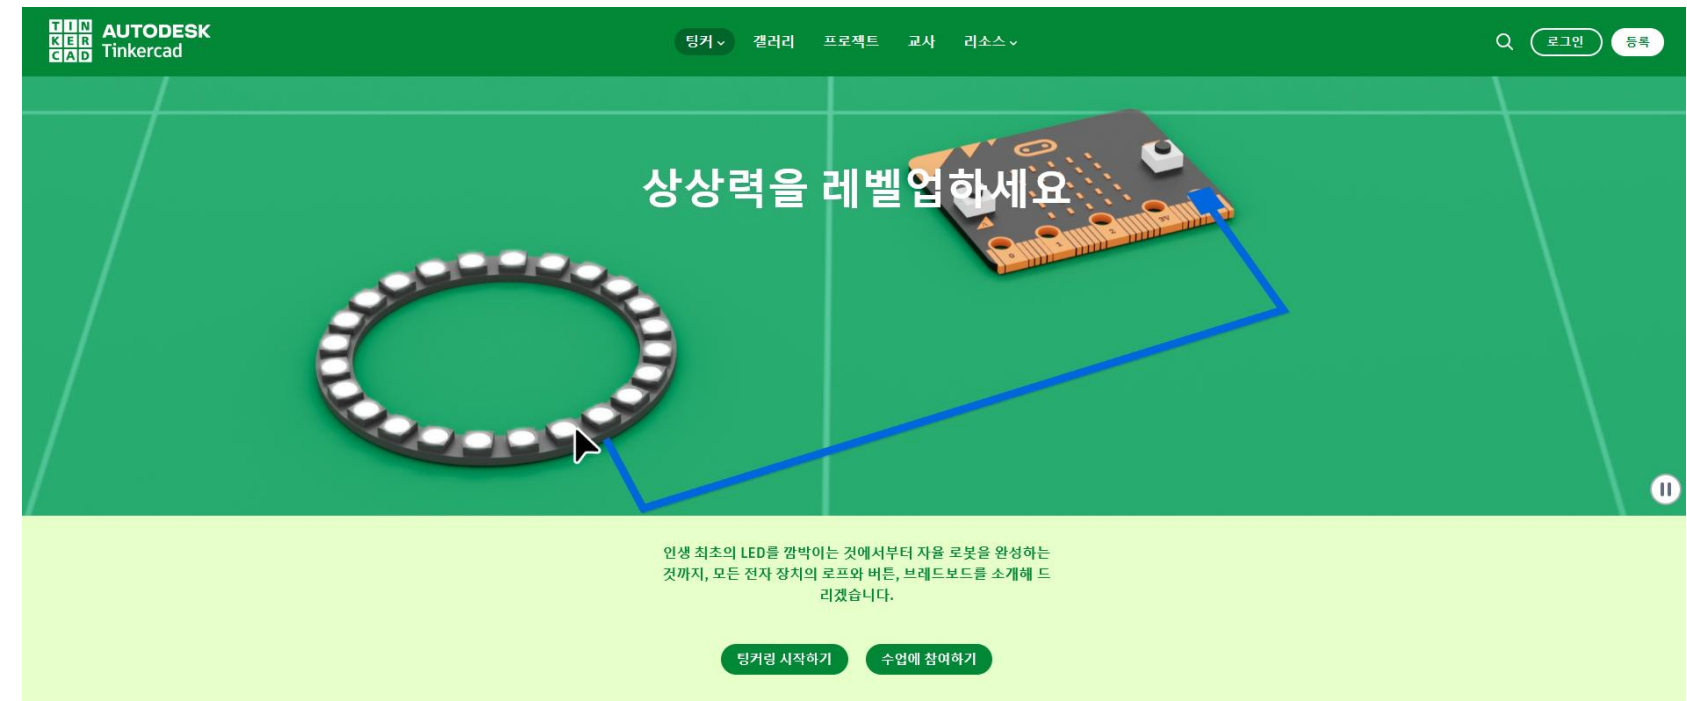 TIN
KER
CAD
AUTODESK
Tinkercad
팅커 갤러리 프로젝트 교사 리소스
로그인 등록
상상력을 레벨업하세요
0 1 2 3V
인생 최초의 LED를 깜박이는 것에서부터 자율 로봇을 완성하는
것까지, 모든 전자 장치의 로프와 버튼, 브레드보드를 소개해 드
리겠습니다.
팅커링 시작하기 수업에 참여하기